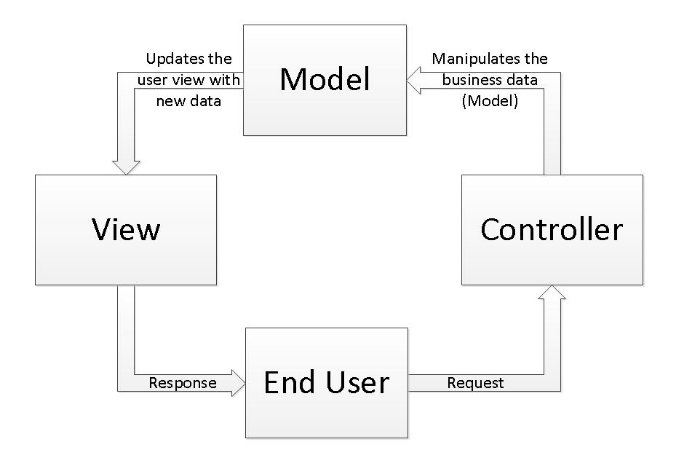 Model
Updates the
user view with
new data
Manipulates the
business data
(Model)
View
Controller
End User
Response
Request